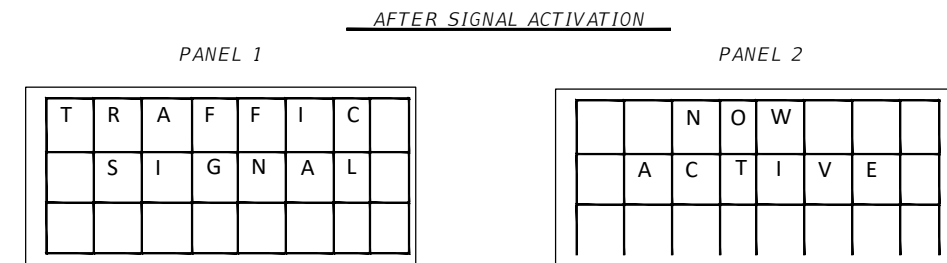 AFTER SIGNAL ACTIVATION
PANEL 1
TRAFFIC
SIGNAL
PANEL 2
NOW
ACTIVE